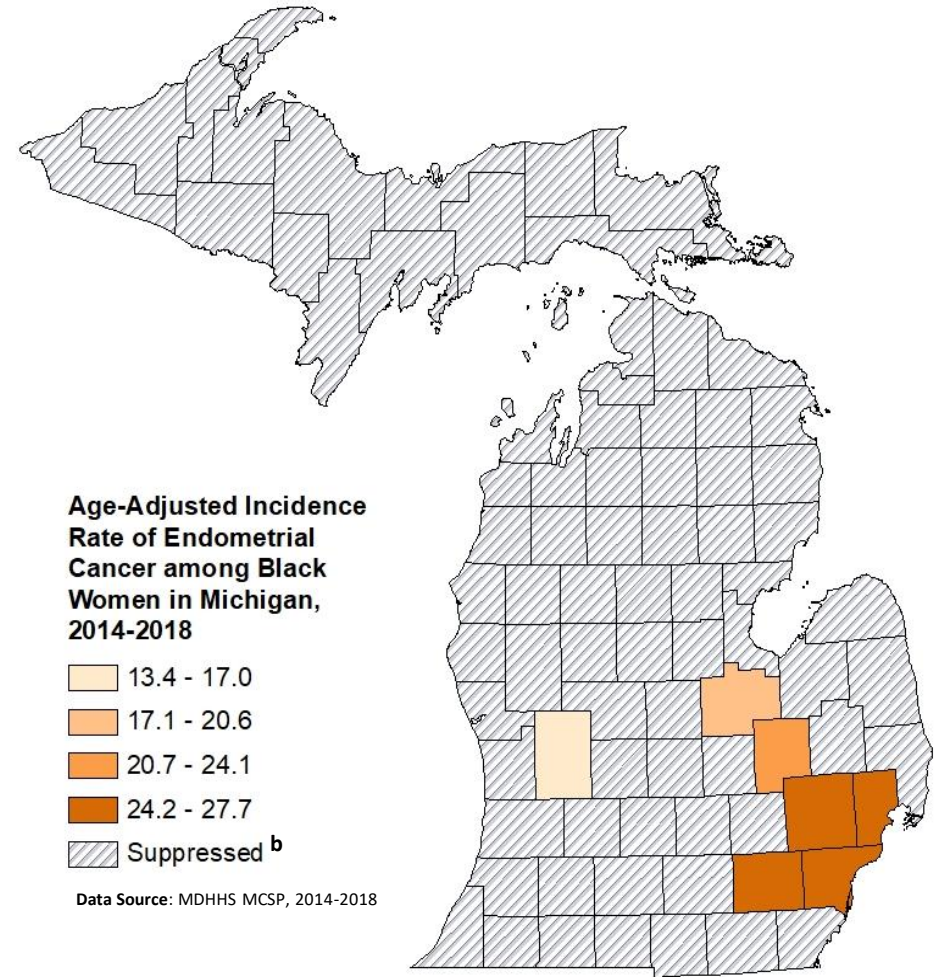 Age-Adjusted Incidence
Rate of Endometrial
Cancer among Black
Women in Michigan,
2014-2018
13.4 - 17.0
17.1 - 20.6
20.7 - 24.1
24.2 - 27.7
Suppressed b
Data Source: MDHHS MCSP, 2014-2018